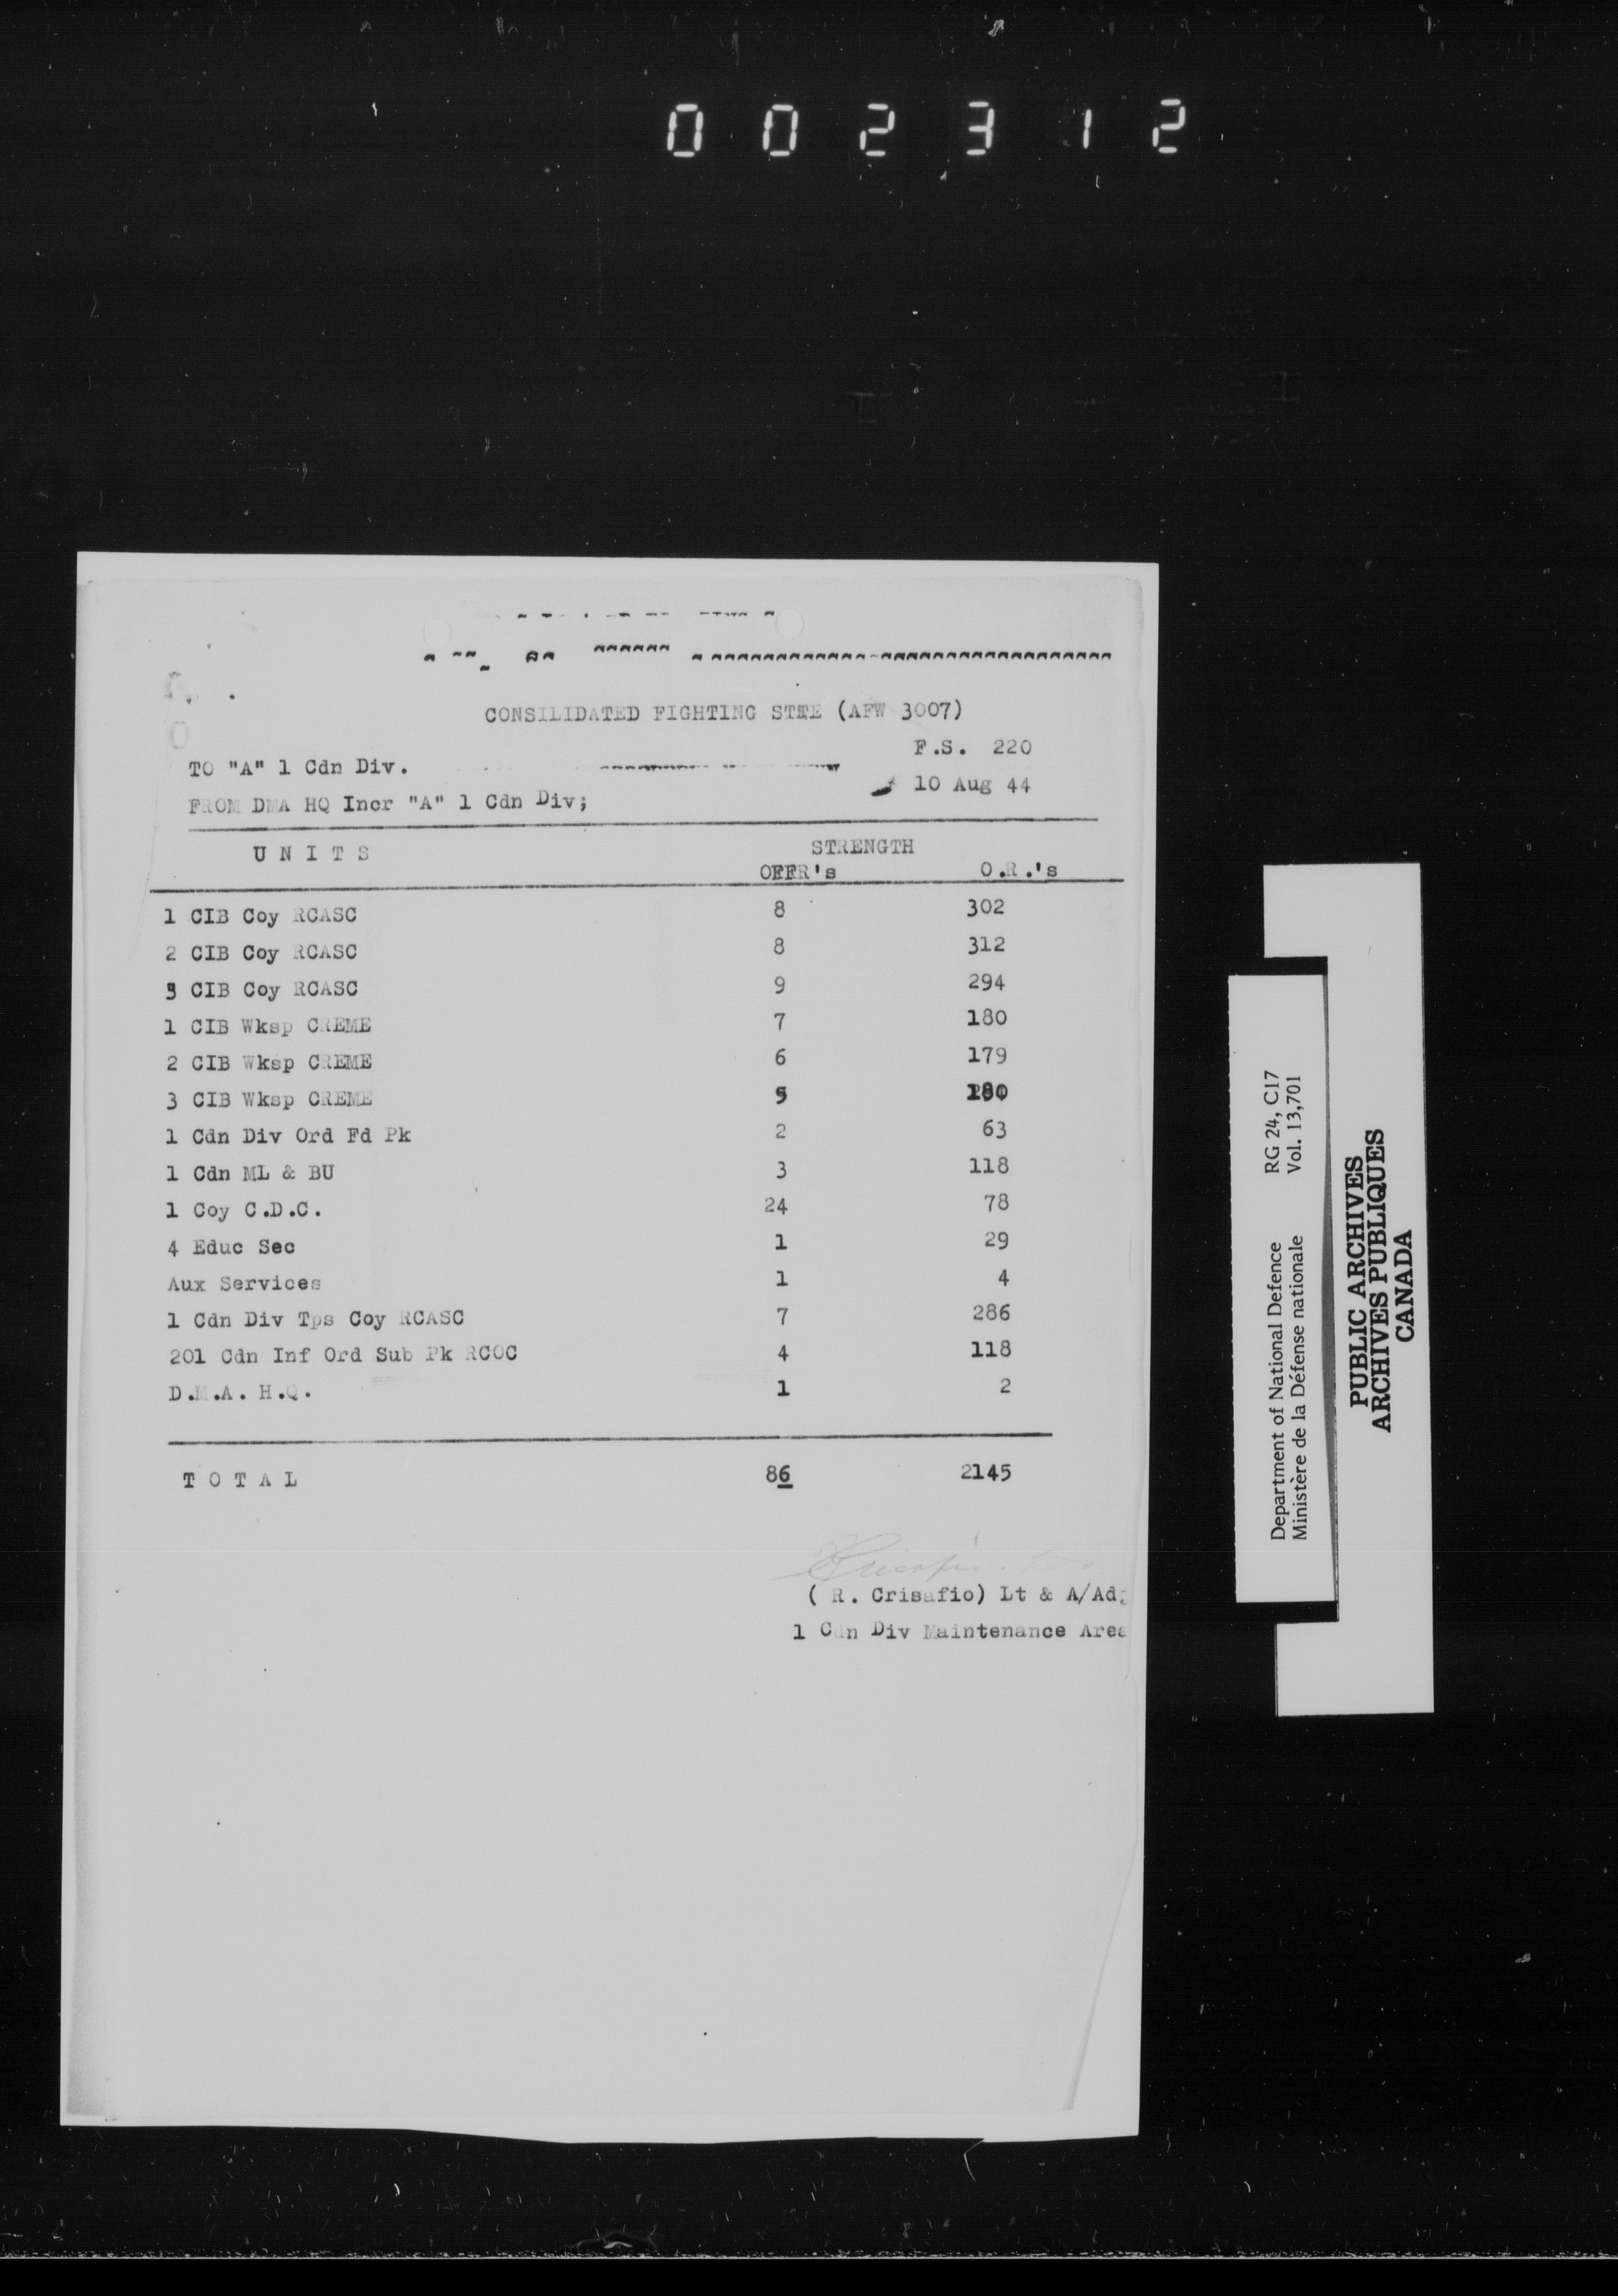 002312
CONSILIDATED FIGHTING STTE (AFW 3007)
F.S. 220
TO "A" 1 Cdn Div.
10 Aug 44
FROM DMA HQ Incr "A" 1 Cdn Div;
UNITS STRENGTH
OFFR's O.R.'s
1 CIB Coy RCASC 8 302
2 CIB Coy RCASC 8 312
3 CIB Coy RCASC 9 294
1 CIB Wksp CREME 7 180
2 CIB Wksp CREME 6 179
3 CIB Wksp CREME 5 180
1 Cdn Div Ord Fd Pk 2 63
1 Cdn ML & BU 3 118
1 Coy C.D.C. 24 78
4 Educ Sec 1 29
Aux Services 1 4
1 Cdn Div Tps Coy RCASC 7 286
201 Cdn Inf Ord Sub Pk RCOC 4 118
D.M.A. H.Q. 1 2
TOTAL 86 2145
( R. Crisafio) Lt & A/Adj
1 Cdn Div Maintenance Area
Department of National Defence RG 24, C17
Ministère de la Défense nationale Vol. 13,701
PUBLIC ARCHIVES
ARCHIVES PUBLIQUES
CANADA